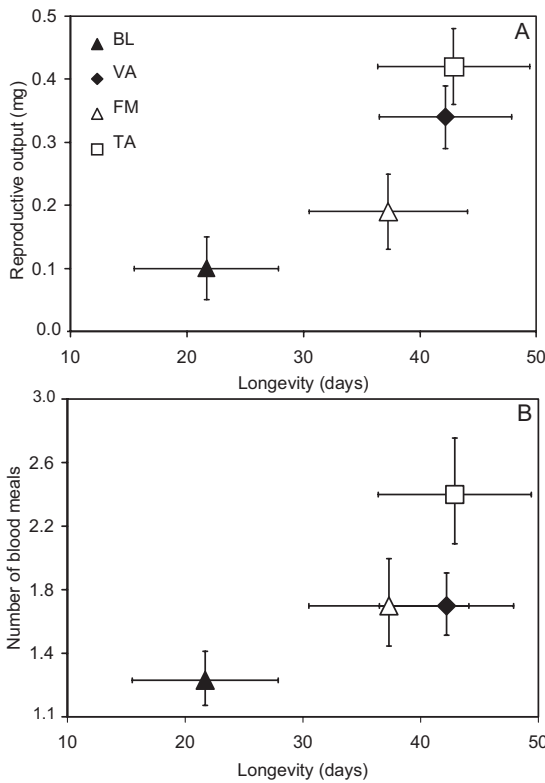 A
Reproductive output (mg)
0.5
0.4
0.3
0.2
0.1
0.0
BL
VA
FM
TA
10 20 30 40 50
Longevity (days)
B
Number of blood meals
3.0
2.6
2.2
1.8
1.4
1.1
10 20 30 40 50
Longevity (days)